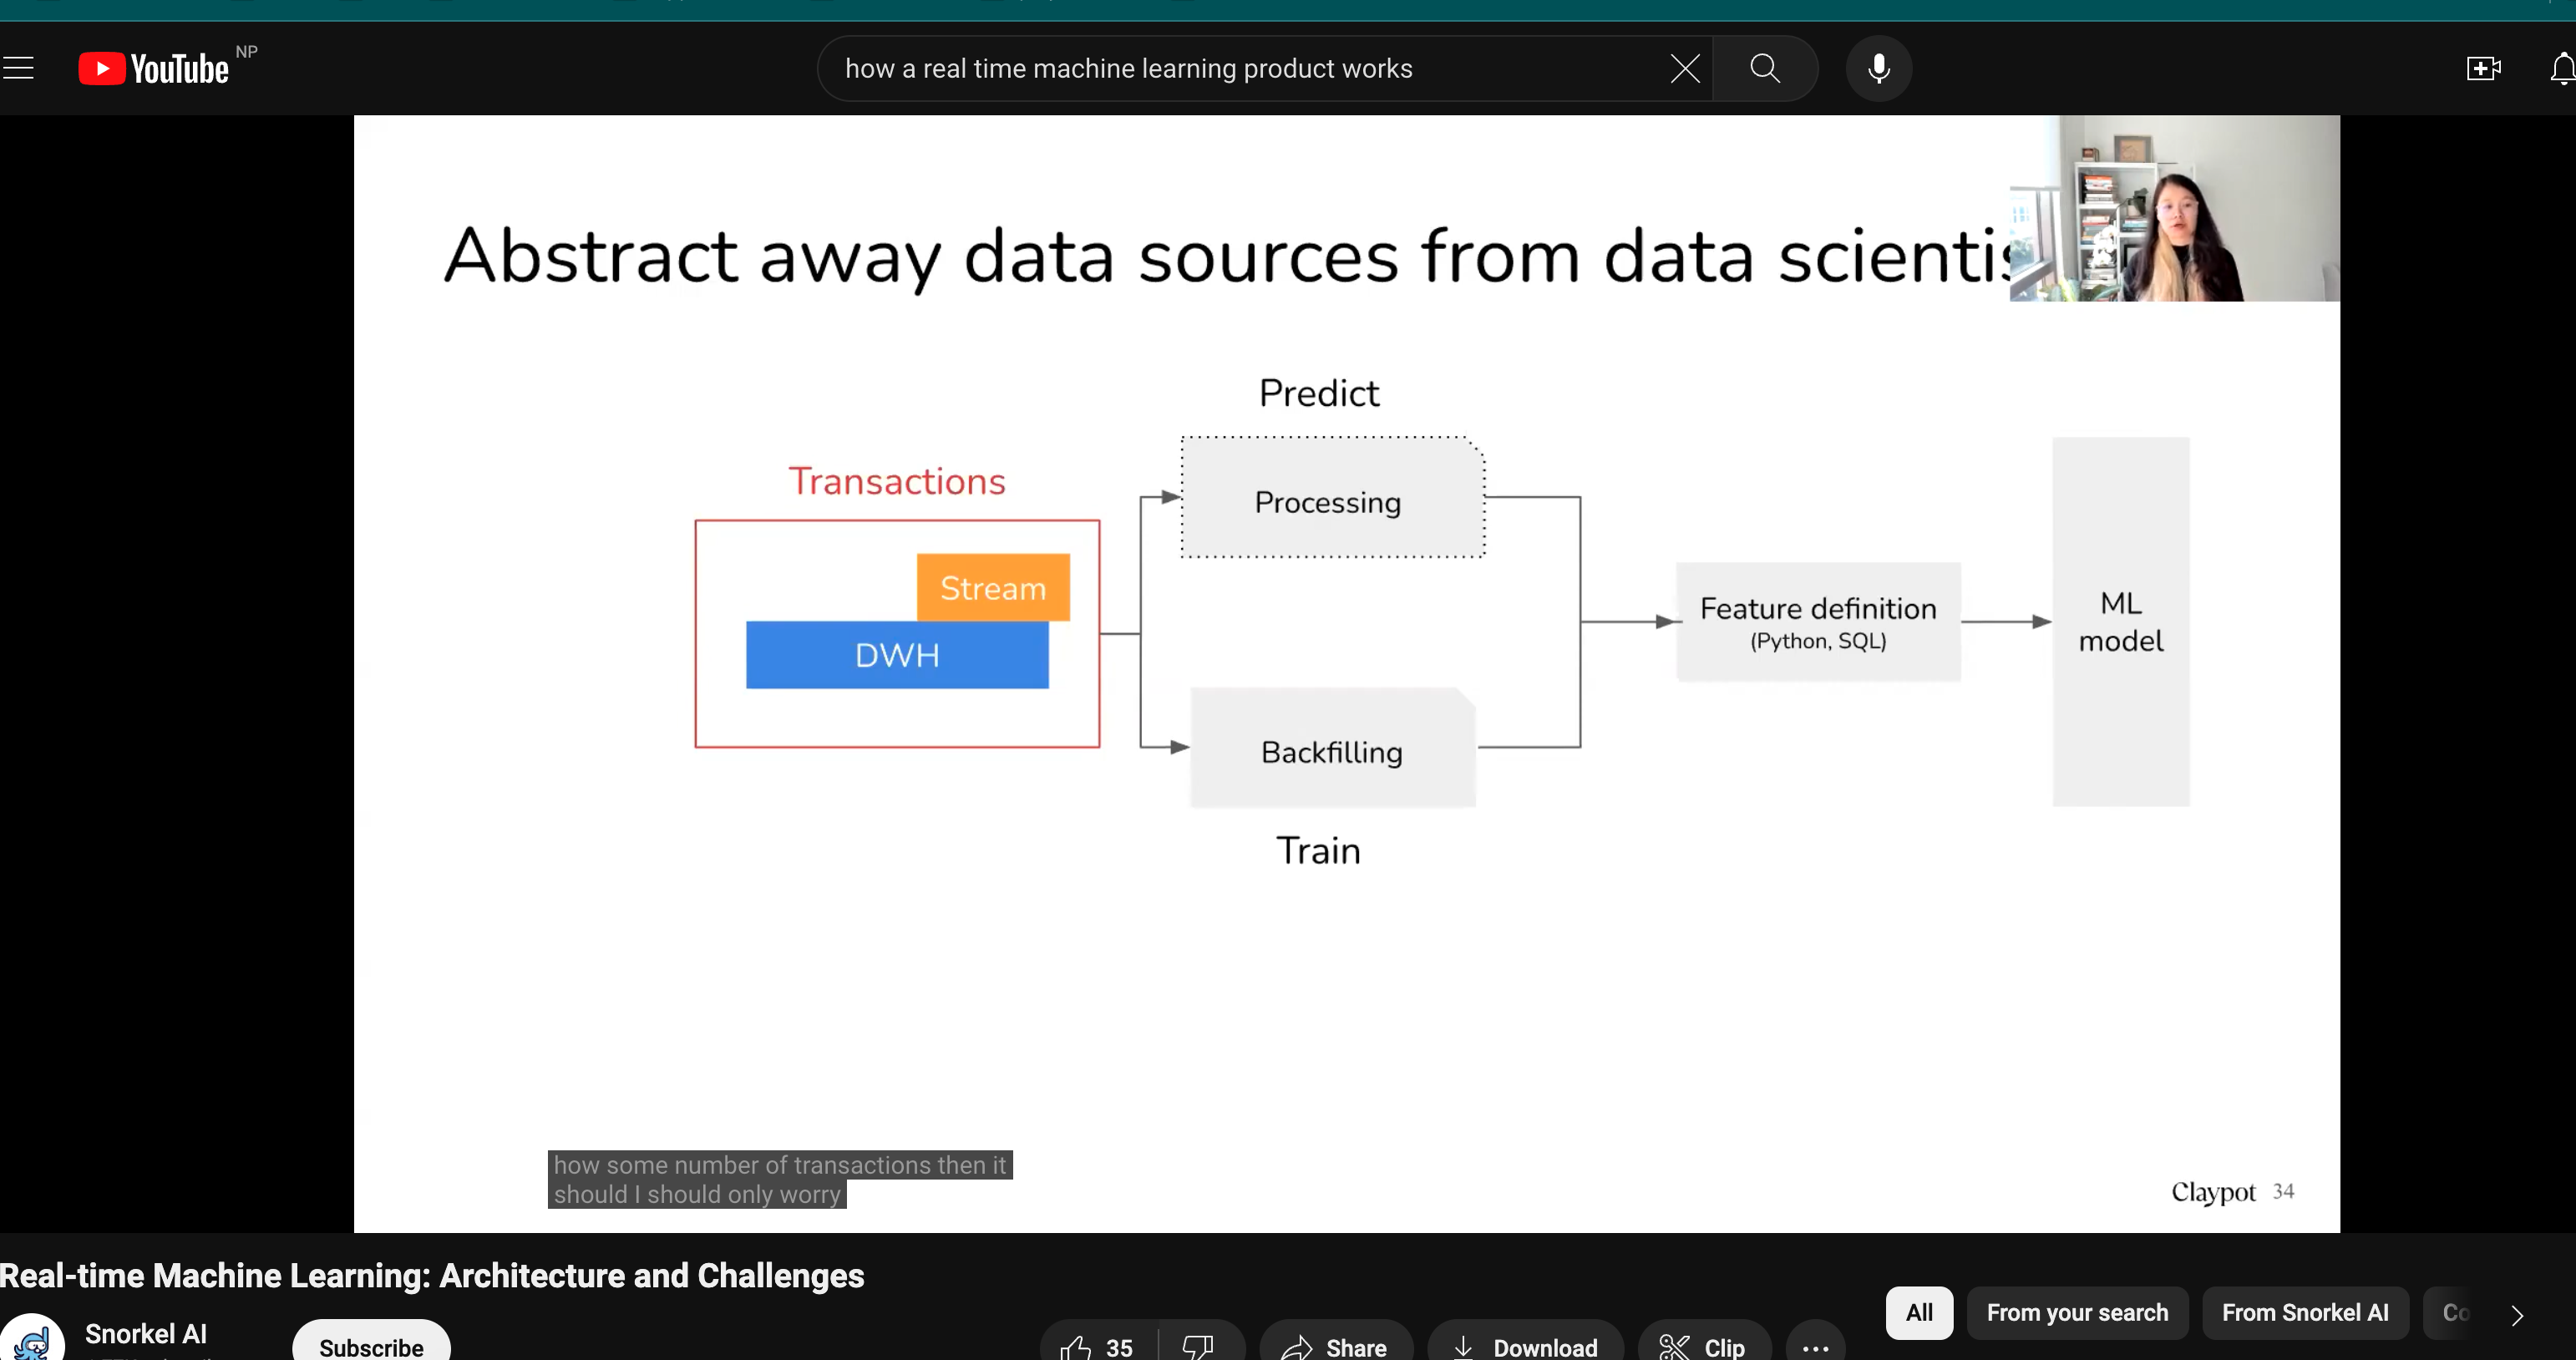 YouTube NP
how a real time machine learning product works
Abstract away data sources from data scientis
Predict
Transactions
Processing
Stream
DWH
Feature definition
(Python, SQL)
ML
model
Backfilling
Train
how some number of transactions then it
should I should only worry
Claypot 34
Real-time Machine Learning: Architecture and Challenges
All
From your search
From Snorkel AI
Co
Snorkel AI
Subscribe
35
Share
Download
Clip